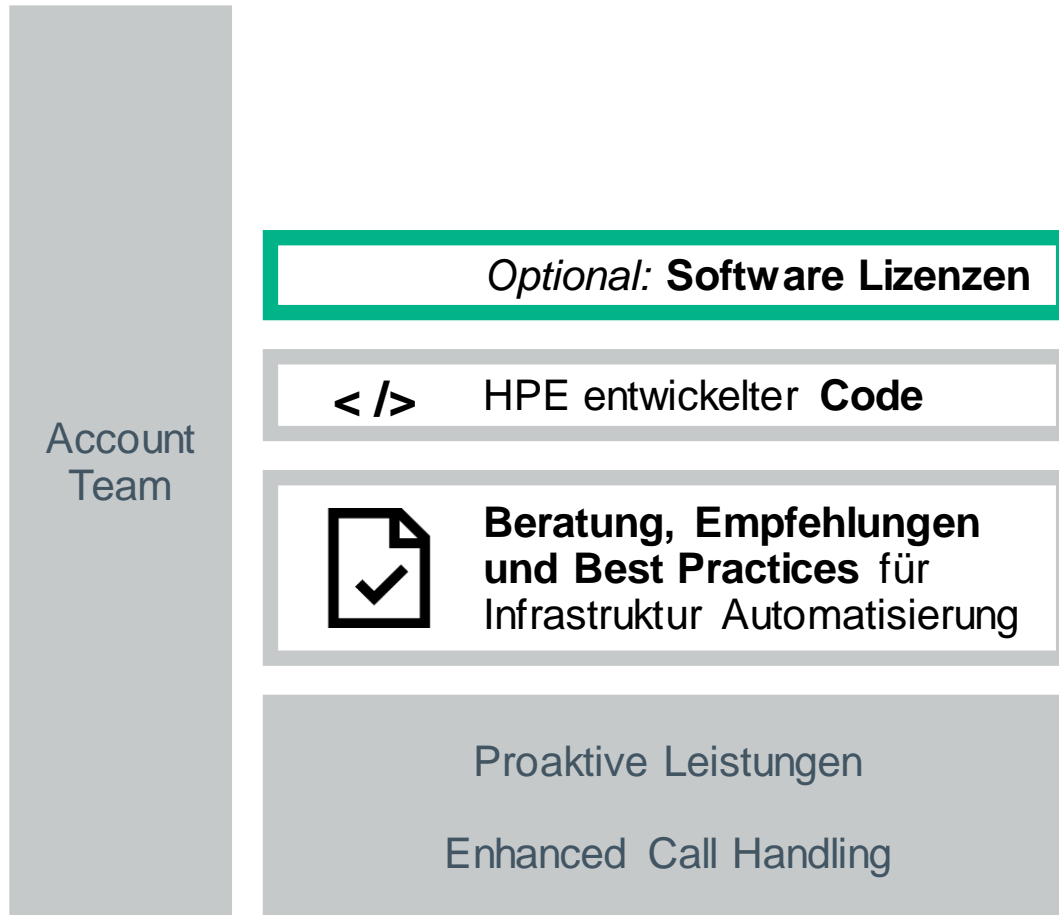 Account
Team
Optional: Software Lizenzen
< /> HPE entwickelter Code
Beratung, Empfehlungen
und Best Practices für
Infrastruktur Automatisierung
Proaktive Leistungen
Enhanced Call Handling